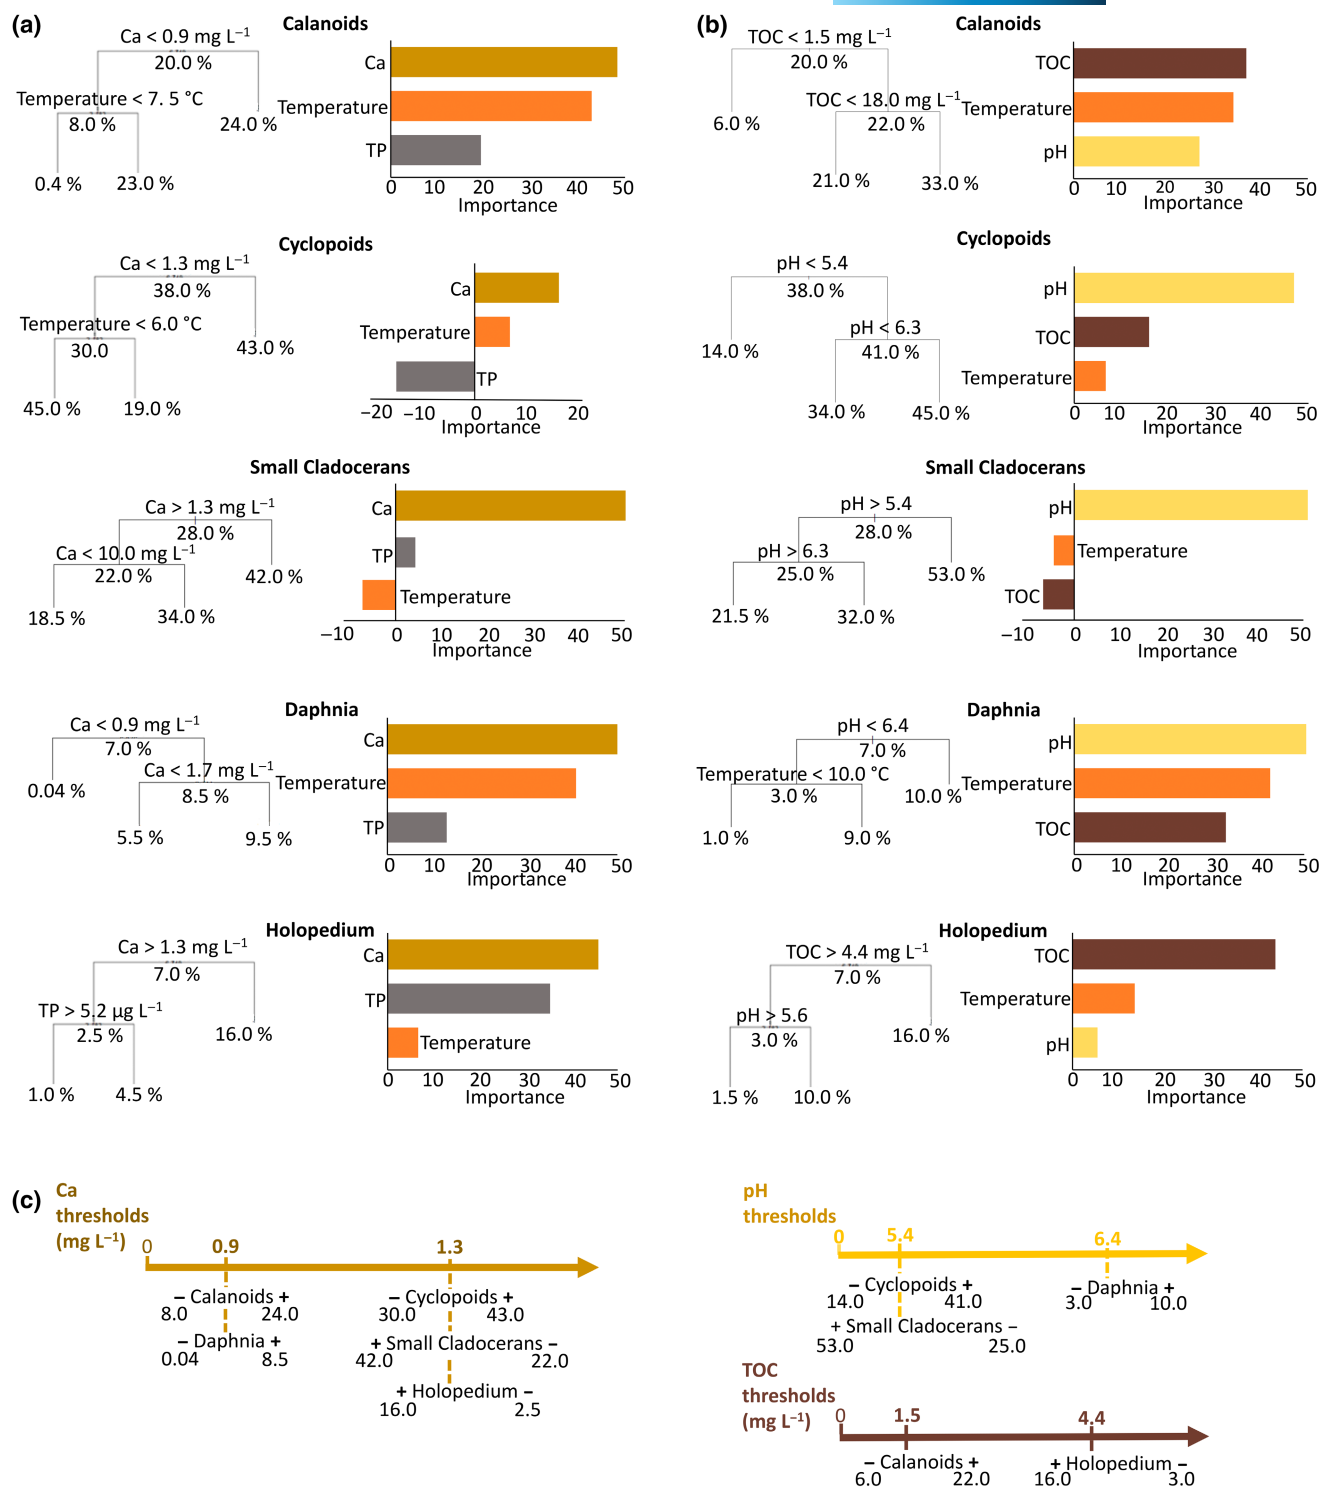 (a)
Calanoids
Ca < 0.9 mg L⁻¹
20.0 %
Temperature < 7. 5 °C
8.0 %
24.0 %
0.4 %
23.0 %
Ca
Temperature
TP
0 10 20 30 40 50
Importance
Cyclopoids
Ca < 1.3 mg L⁻¹
38.0 %
Temperature < 6.0 °C
30.0
43.0 %
45.0 %
19.0 %
Ca
Temperature
TP
−20 −10 0 10 20
Importance
Small Cladocerans
Ca > 1.3 mg L⁻¹
28.0 %
Ca < 10.0 mg L⁻¹
22.0 %
42.0 %
18.5 %
34.0 %
Ca
TP
Temperature
−10 0 10 20 30 40 50
Importance
Daphnia
Ca < 0.9 mg L⁻¹
7.0 %
Ca < 1.7 mg L⁻¹
0.04 %
8.5 %
5.5 %
9.5 %
Ca
Temperature
TP
0 10 20 30 40 50
Importance
Holopedium
Ca > 1.3 mg L⁻¹
7.0 %
TP > 5.2 µg L⁻¹
2.5 %
16.0 %
1.0 %
4.5 %
Ca
TP
Temperature
0 10 20 30 40 50
Importance
(b)
Calanoids
TOC < 1.5 mg L⁻¹
20.0 %
TOC < 18.0 mg L⁻¹
6.0 %
22.0 %
21.0 %
33.0 %
TOC
Temperature
pH
0 10 20 30 40 50
Importance
Cyclopoids
pH < 5.4
38.0 %
pH < 6.3
14.0 %
41.0 %
34.0 %
45.0 %
pH
TOC
Temperature
0 10 20 30 40 50
Importance
Small Cladocerans
pH > 5.4
28.0 %
pH > 6.3
25.0 %
53.0 %
21.5 %
32.0 %
pH
Temperature
TOC
−10 0 10 20 30 40 50
Importance
Daphnia
pH < 6.4
7.0 %
Temperature < 10.0 °C
3.0 %
10.0 %
1.0 %
9.0 %
pH
Temperature
TOC
0 10 20 30 40 50
Importance
Holopedium
TOC > 4.4 mg L⁻¹
7.0 %
pH > 5.6
3.0 %
16.0 %
1.5 %
10.0 %
TOC
Temperature
pH
0 10 20 30 40 50
Importance
(c)
Ca
thresholds
(mg L⁻¹)
0 0.9 1.3
− Calanoids +
8.0 24.0
− Daphnia +
0.04 8.5
− Cyclopoids +
30.0 43.0
+ Small Cladocerans −
42.0 22.0
+ Holopedium −
16.0 2.5
pH
thresholds
0 5.4 6.4
− Cyclopoids +
14.0 41.0
+ Small Cladocerans −
53.0 25.0
− Daphnia +
3.0 10.0
TOC
thresholds
(mg L⁻¹)
0 1.5 4.4
− Calanoids +
6.0 22.0
+ Holopedium −
16.0 3.0